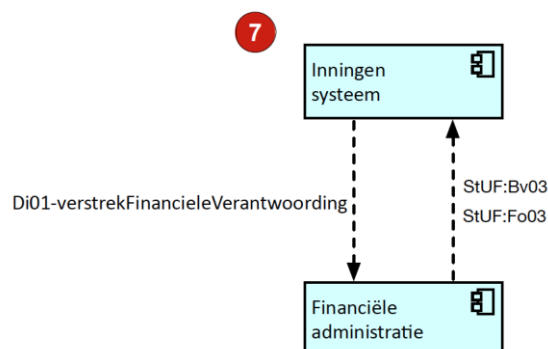 7
Inningen
systeem
Di01-verstrekFinancieleVerantwoording
StUF:Bv03
StUF:Fo03
Financiële
administratie